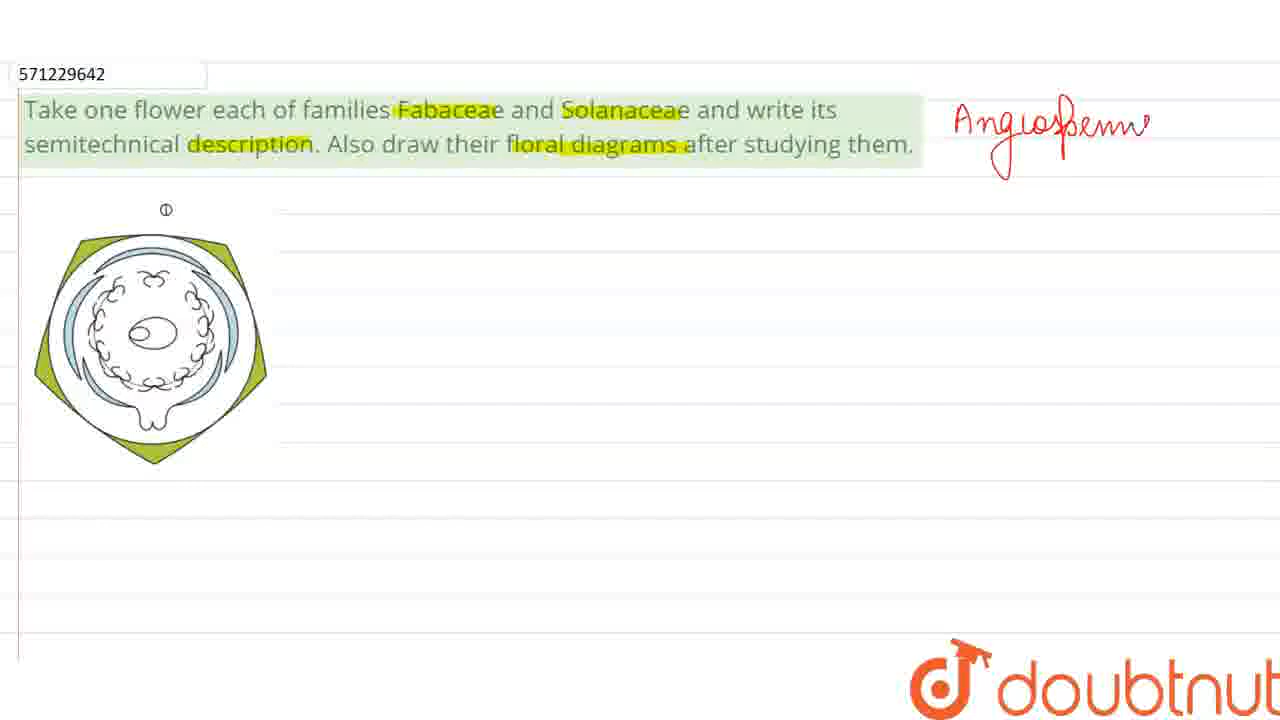 571229642
Take one flower each of families Fabaceae and Solanaceae and write its
semitechnical description. Also draw their floral diagrams after studying them.
Angiosperms
doubtnut